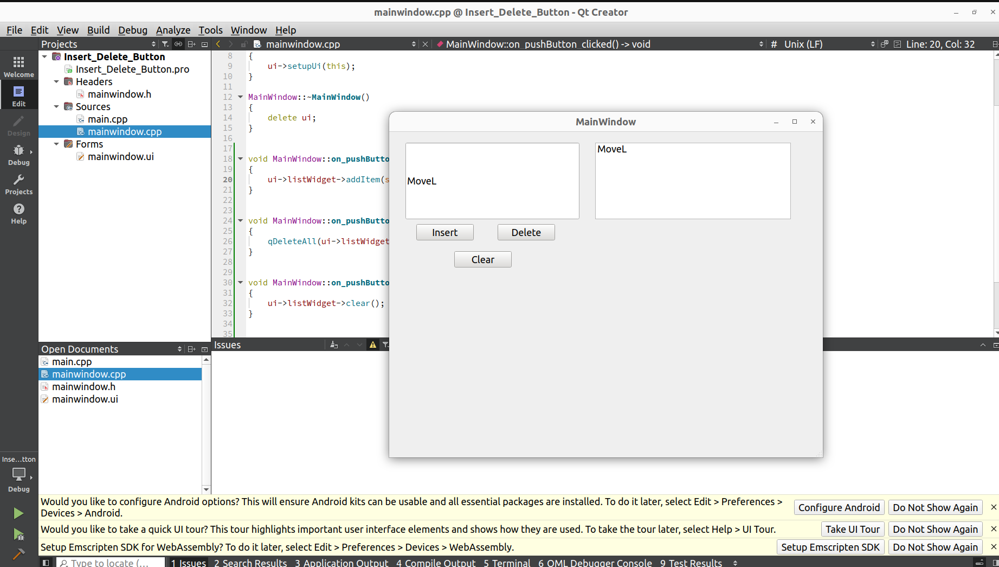 mainwindow.cpp @ Insert_Delete_Button - Qt Creator
File Edit View Build Debug Analyze Tools Window Help
Projects
mainwindow.cpp
MainWindow::on_pushButton_clicked() -> void
# Unix (LF)
Line: 20, Col: 32
Welcome
Edit
Design
Debug
Projects
Help
Insert_Delete_Button
Insert_Delete_Button.pro
Headers
mainwindow.h
Sources
main.cpp
mainwindow.cpp
Forms
mainwindow.ui
8 {
9 ui->setupUi(this);
10 }
11
12 MainWindow::~MainWindow()
13 {
14 delete ui;
15 }
16
17
18 void MainWindow::on_pushButto
19 {
20 ui->listWidget->addItem(s
21 }
22
23
24 void MainWindow::on_pushButto
25 {
26 qDeleteAll(ui->listWidget
27 }
28
29
30 void MainWindow::on_pushButto
31 {
32 ui->listWidget->clear();
33 }
34
35
MainWindow
MoveL
MoveL
Insert
Delete
Clear
Open Documents
main.cpp
mainwindow.cpp
mainwindow.h
mainwindow.ui
Issues
Inse...tton
Debug
Would you like to configure Android options? This will ensure Android kits can be usable and all essential packages are installed. To do it later, select Edit > Preferences >
Devices > Android.
Configure Android
Do Not Show Again
Would you like to take a quick UI tour? This tour highlights important user interface elements and shows how they are used. To take the tour later, select Help > UI Tour.
Take UI Tour
Do Not Show Again
Setup Emscripten SDK for WebAssembly? To do it later, select Edit > Preferences > Devices > WebAssembly.
Setup Emscripten SDK
Do Not Show Again
Type to locate (...
1 Issues 2 Search Results 3 Application Output 4 Compile Output 5 Terminal 6 QML Debugger Console 9 Test Results